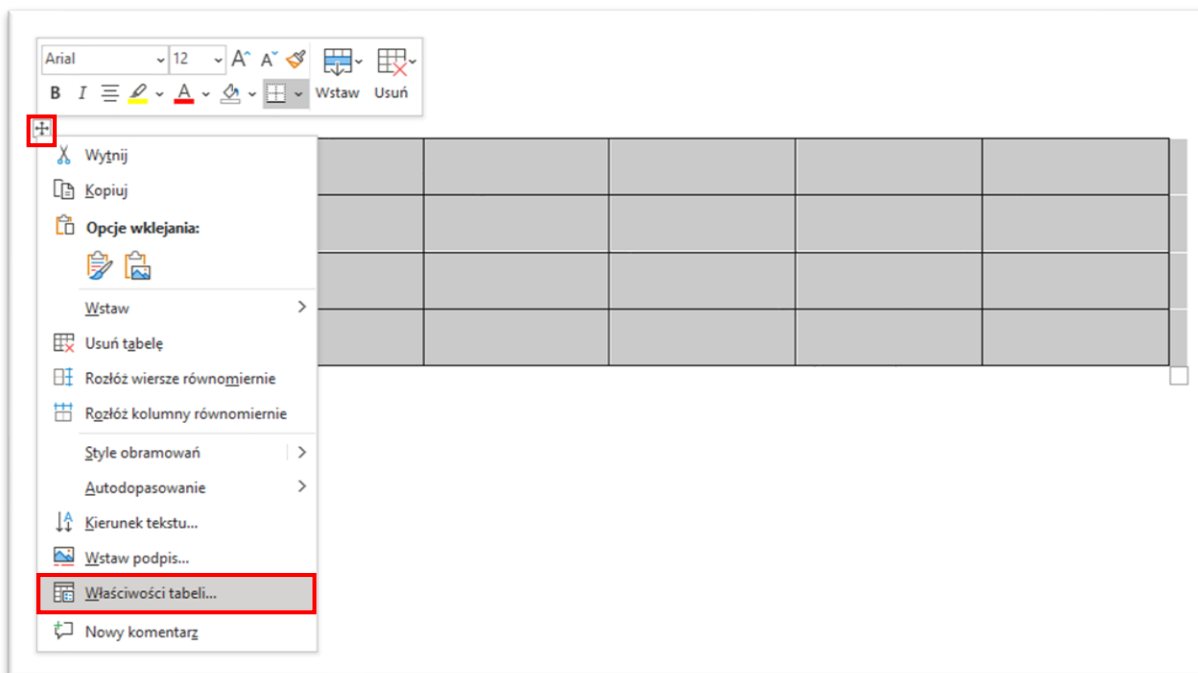 Arial 12
Wstaw Usuń
Wytnij
Kopiuj
Opcje wklejania:
Wstaw
Usuń tabelę
Rozłóż wiersze równomiernie
Rozłóż kolumny równomiernie
Style obramowań
Autodopasowanie
Kierunek tekstu...
Wstaw podpis...
Właściwości tabeli...
Nowy komentarz